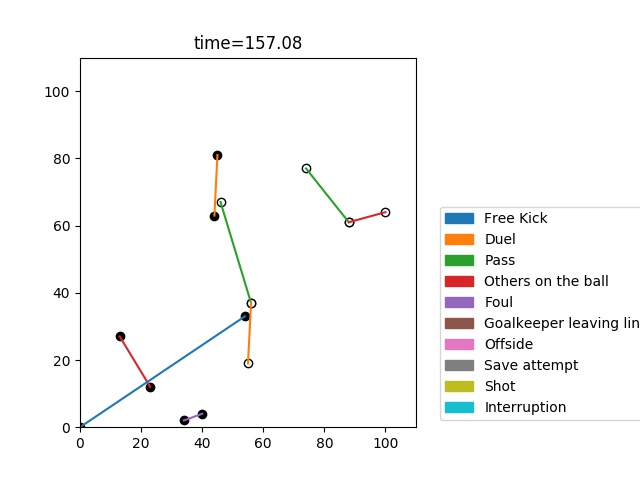 time=157.08
100
80
60
40
20
0
0 20 40 60 80 100
Free Kick
Duel
Pass
Others on the ball
Foul
Goalkeeper leaving lin
Offside
Save attempt
Shot
Interruption